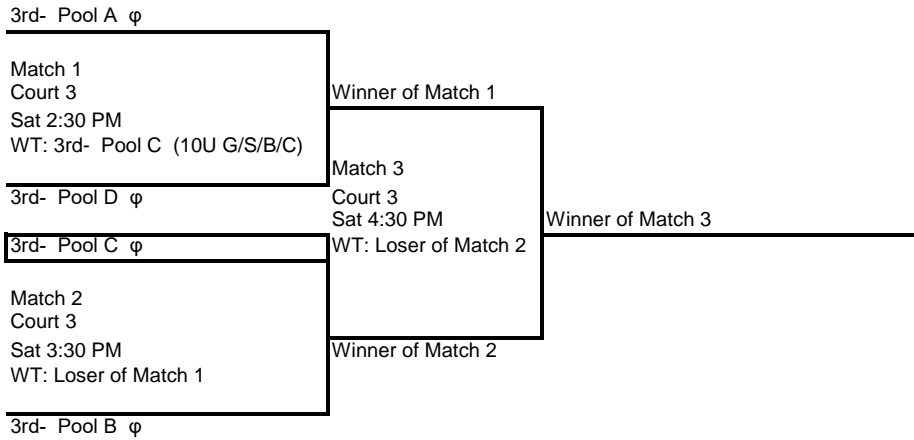 3rd- Pool A φ
Match 1
Court 3
Sat 2:30 PM
WT: 3rd- Pool C (10U G/S/B/C)
3rd- Pool D φ
Winner of Match 1
Match 3
Court 3
Sat 4:30 PM
WT: Loser of Match 2
Winner of Match 3
3rd- Pool C φ
Match 2
Court 3
Sat 3:30 PM
WT: Loser of Match 1
Winner of Match 2
3rd- Pool B φ